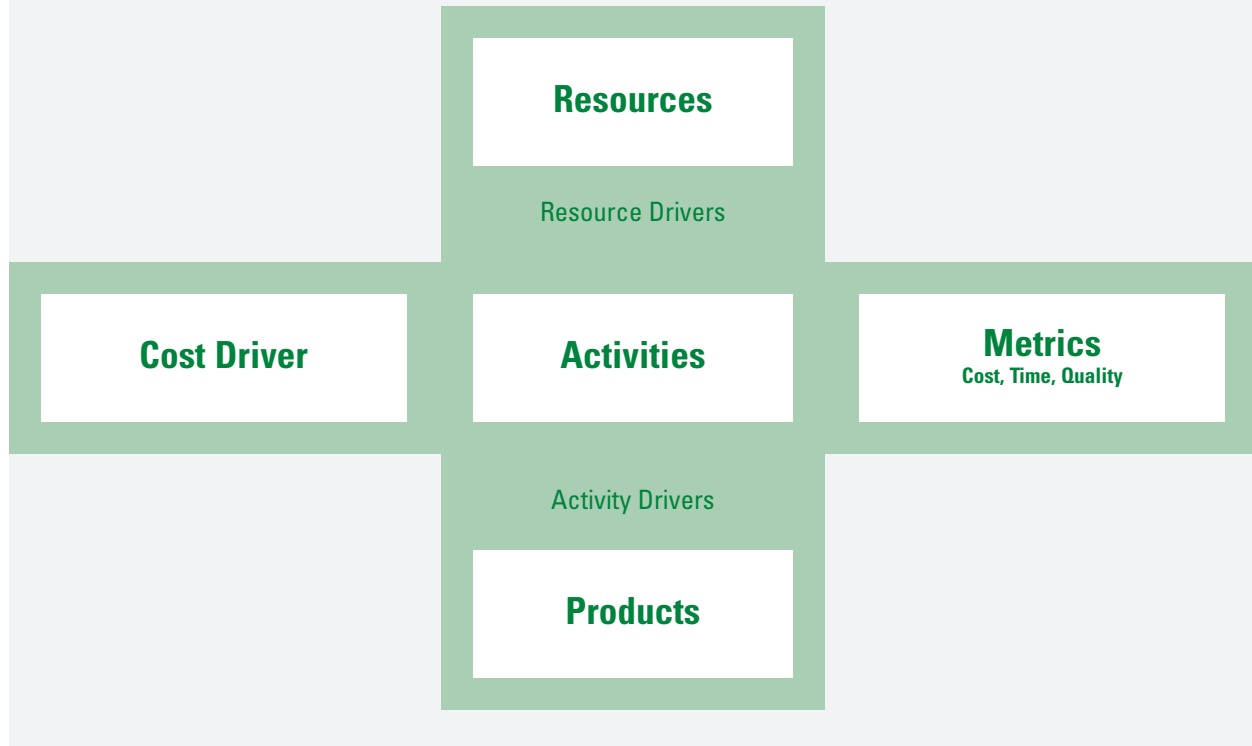 Resources
Resource Drivers
Cost Driver
Activities
Metrics
Cost, Time, Quality
Activity Drivers
Products